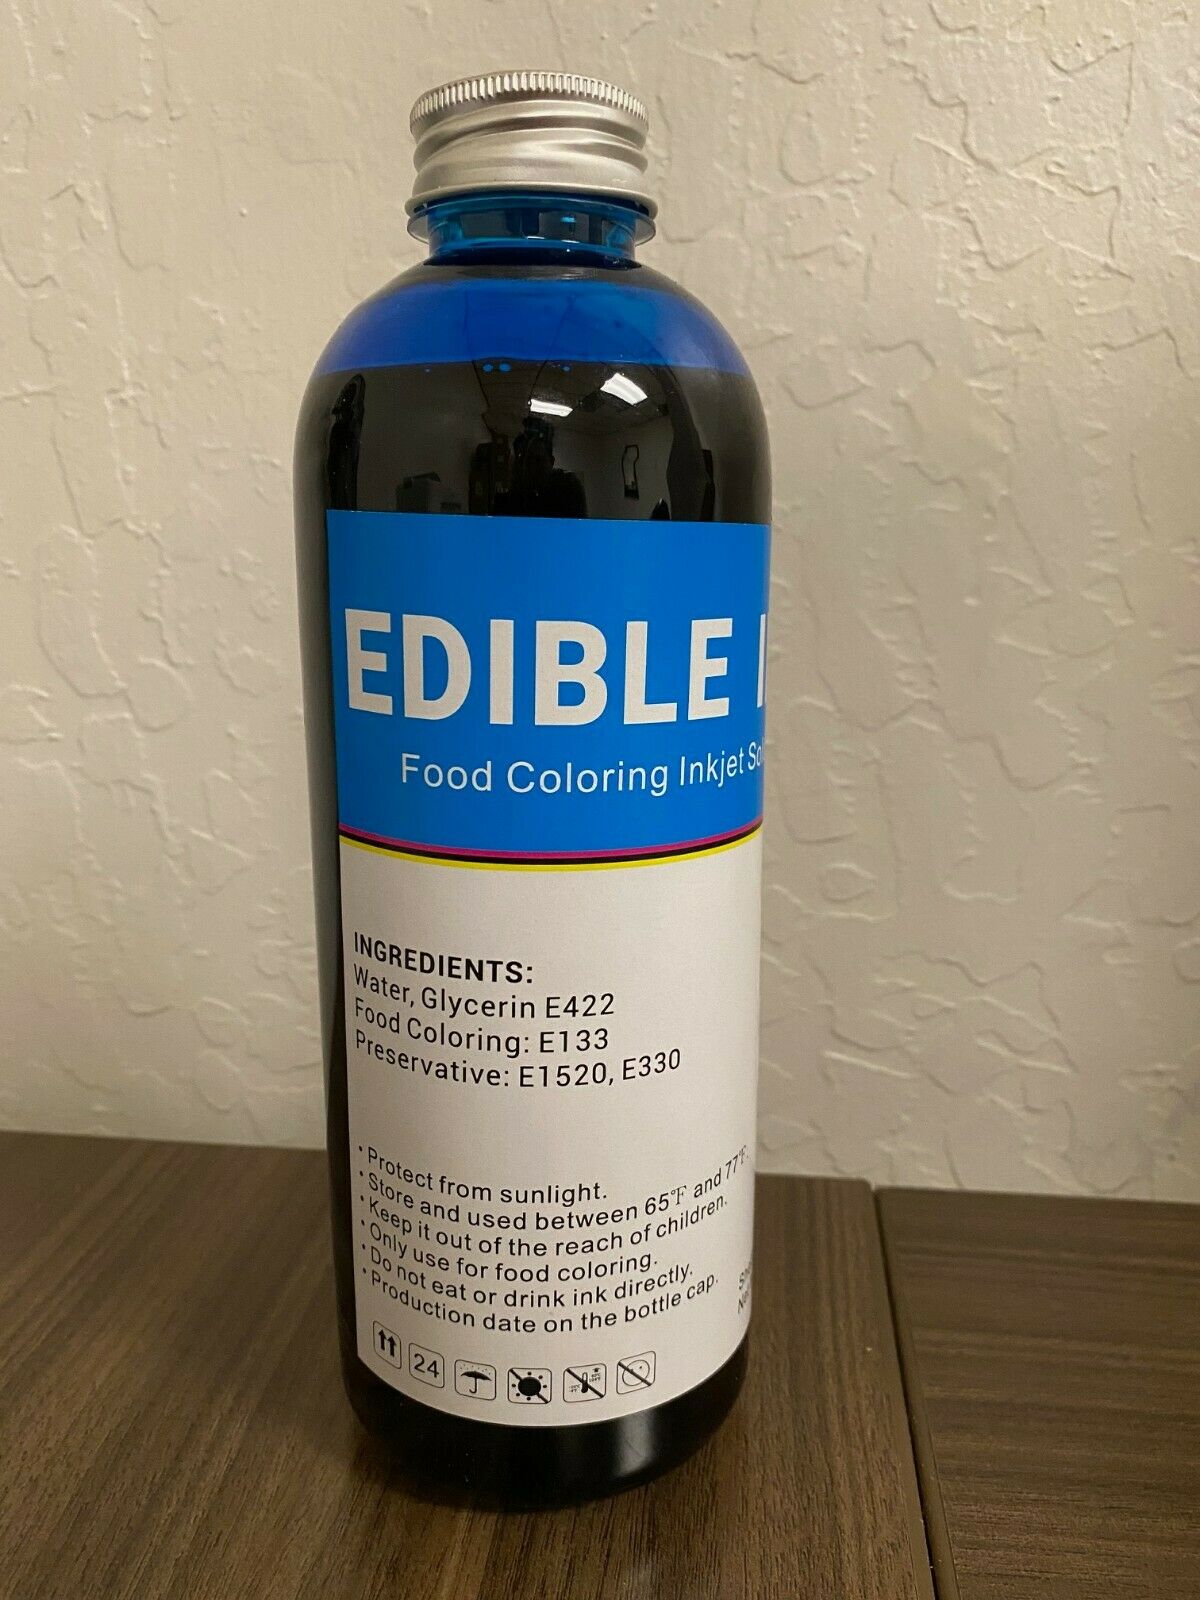 EDIBLE
Food Coloring Inkjet
INGREDIENTS:
Water, Glycerin E422
Food Coloring: E133
Preservative: E1520, E330
• Protect from sunlight.
• Store and used between 65°F and 77°F.
• Keep it out of the reach of children.
• Only use for food coloring.
• Do not eat or drink ink directly.
• Production date on the bottle cap.
24